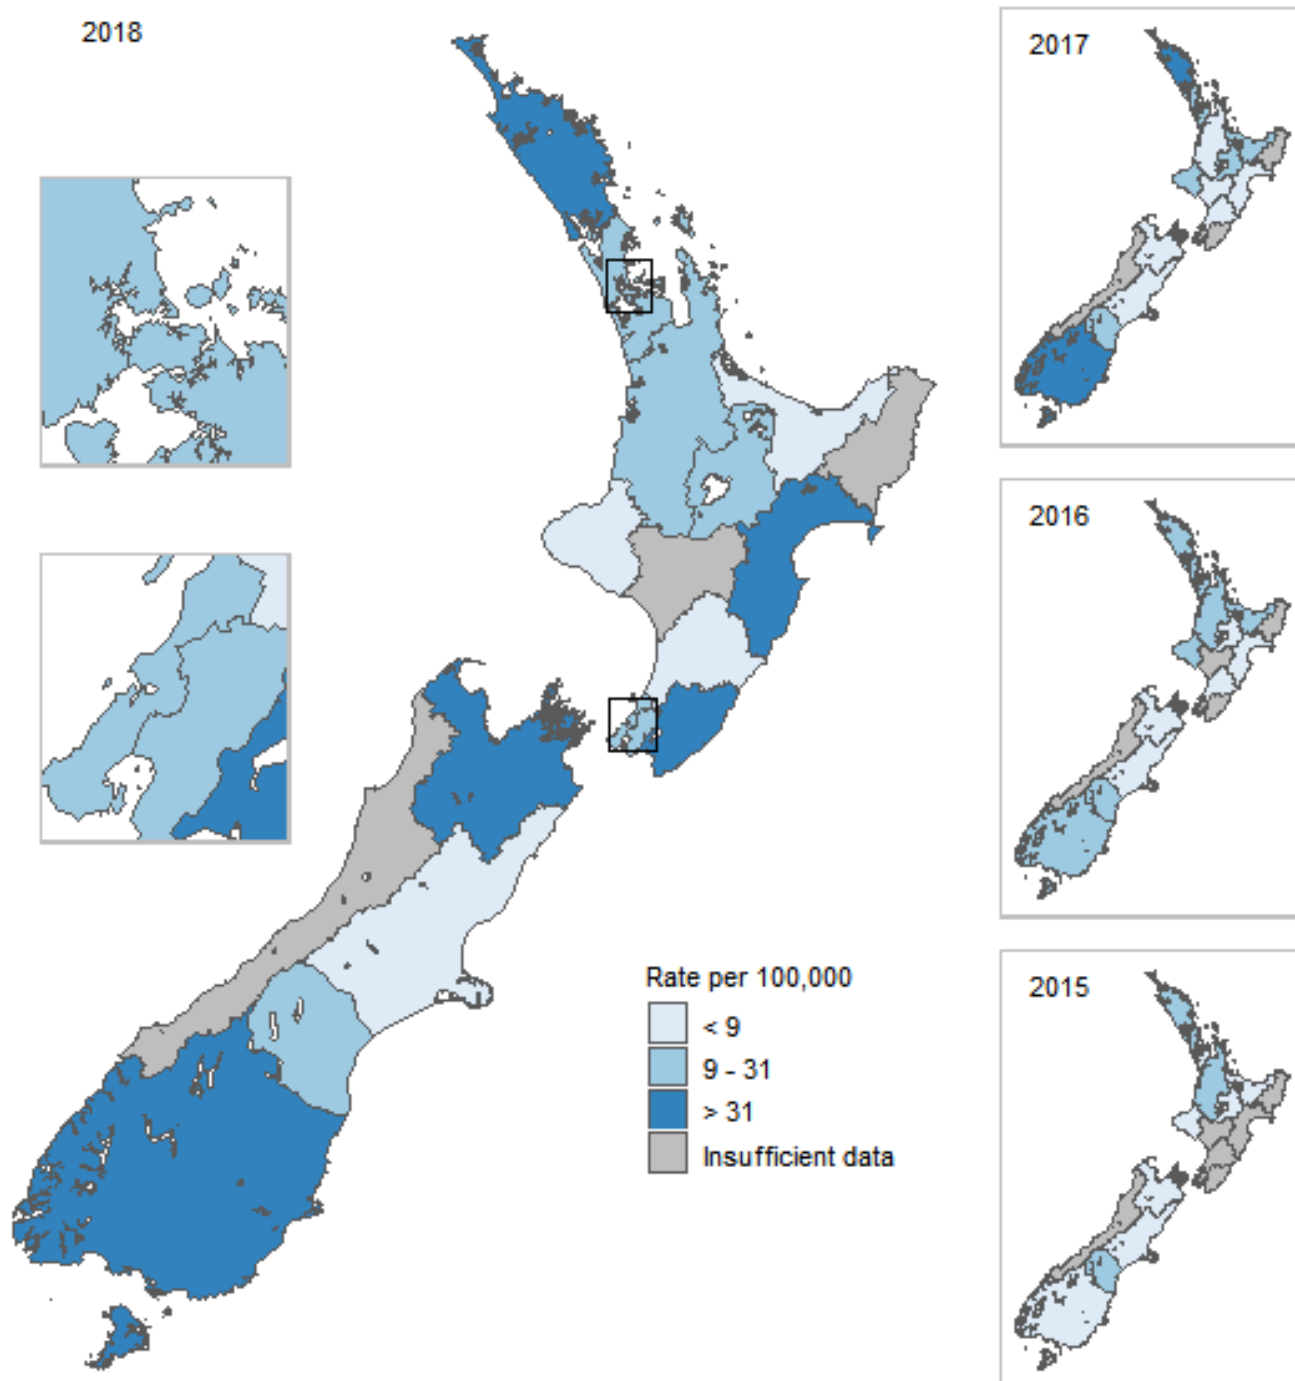 2018
2017
2016
2015
Rate per 100,000
< 9
9 - 31
> 31
Insufficient data